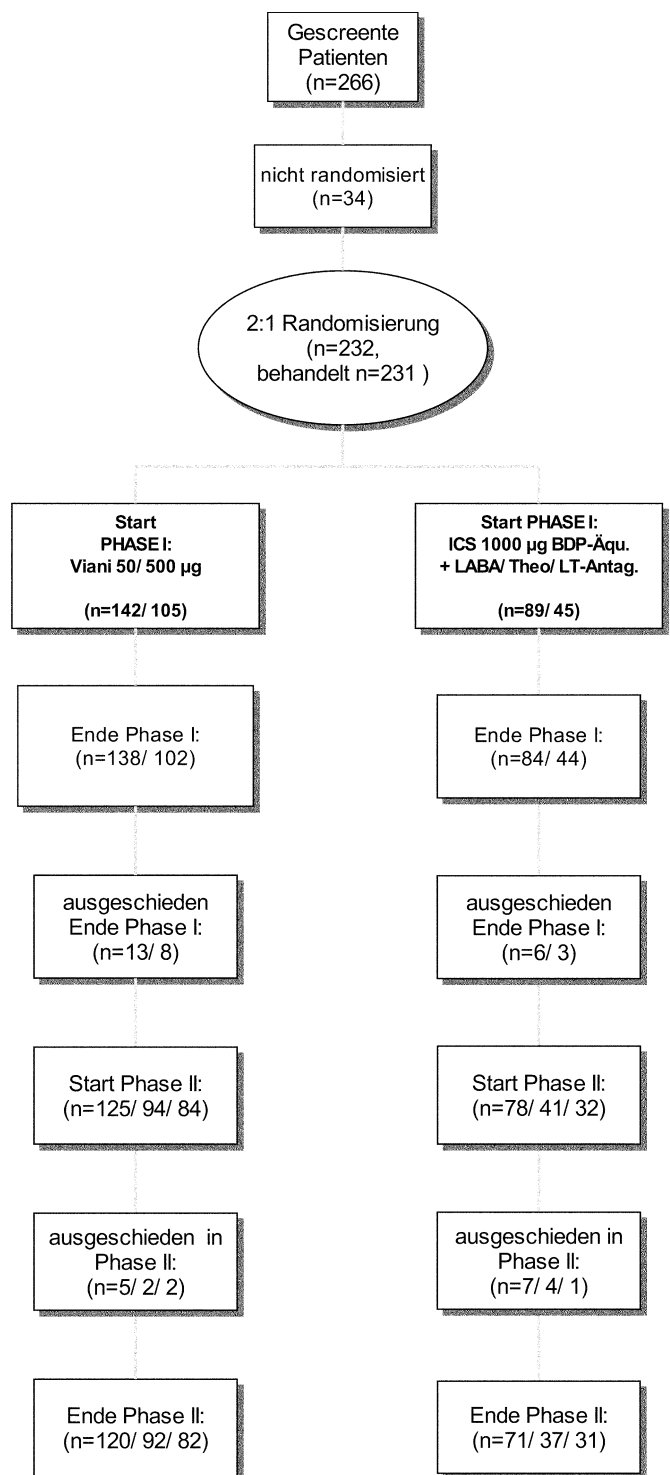 Gescreente
Patienten
(n=266)
nicht randomisiert
(n=34)
2:1 Randomisierung
(n=232,
behandelt n=231 )
Start
PHASE I:
Viani 50/ 500 µg
(n=142/ 105)
Start PHASE I:
ICS 1000 µg BDP-Äqu.
+ LABA/ Theo/ LT-Antag.
(n=89/ 45)
Ende Phase I:
(n=138/ 102)
Ende Phase I:
(n=84/ 44)
ausgeschieden
Ende Phase I:
(n=13/ 8)
ausgeschieden
Ende Phase I:
(n=6/ 3)
Start Phase II:
(n=125/ 94/ 84)
Start Phase II:
(n=78/ 41/ 32)
ausgeschieden in
Phase II:
(n=5/ 2/ 2)
ausgeschieden in
Phase II:
(n=7/ 4/ 1)
Ende Phase II:
(n=120/ 92/ 82)
Ende Phase II:
(n=71/ 37/ 31)